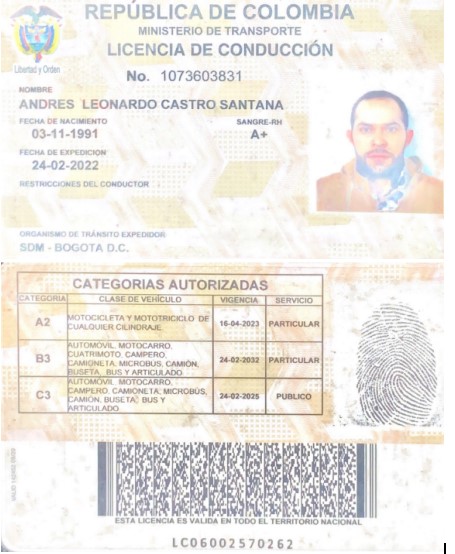 REPÚBLICA DE COLOMBIA
MINISTERIO DE TRANSPORTE
LICENCIA DE CONDUCCIÓN
Libertad y Orden
No. 1073603831
NOMBRE
ANDRES LEONARDO CASTRO SANTANA
FECHA DE NACIMIENTO SANGRE-RH
03-11-1991 A+
FECHA DE EXPEDICION
24-02-2022
RESTRICCIONES DEL CONDUCTOR
ORGANISMO DE TRÁNSITO EXPEDIDOR
SDM - BOGOTA D.C.
CATEGORIAS AUTORIZADAS
CATEGORIA CLASE DE VEHÍCULO VIGENCIA SERVICIO
A2 MOTOCICLETA Y MOTOTRICICLO DE CUALQUIER CILINDRAJE 16-04-2023 PARTICULAR
B3 AUTOMOVIL, MOTOCARRO, CUATRIMOTO, CAMPERO, CAMIONETA, MICROBUS, CAMIÓN, BUSETA, BUS Y ARTICULADO 24-02-2032 PARTICULAR
C3 AUTOMOVIL, MOTOCARRO, CAMPERO, CAMIONETA, MICROBÚS, CAMIÓN, BUSETA, BUS Y ARTICULADO 24-02-2025 PUBLICO
ESTA LICENCIA ES VALIDA EN TODO EL TERRITORIO NACIONAL
LC06002570262